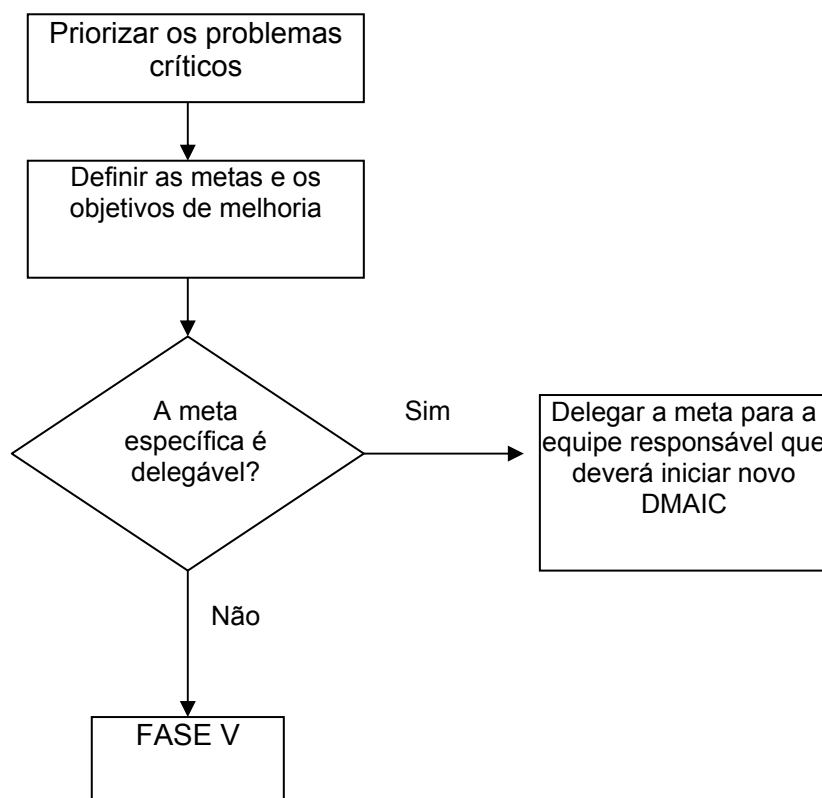 Priorizar os problemas
críticos
Definir as metas e os
objetivos de melhoria
A meta
específica é
delegável?
Sim
Delegar a meta para a
equipe responsável que
deverá iniciar novo
DMAIC
Não
FASE V